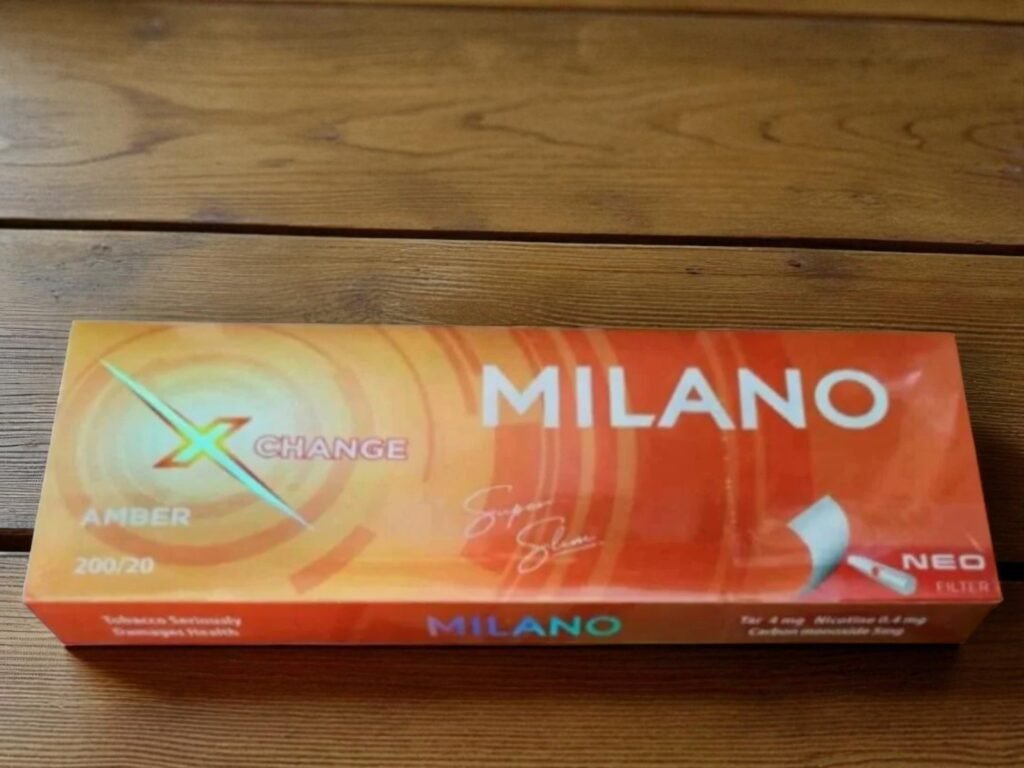 MILANO
X CHANGE
AMBER
Super
Slim
200/20
NEO
FILTER
Tobacco Seriously
Damages Health
MILANO
Tar 4 mg Nicotine 0.4 mg
Carbon monoxide 5mg